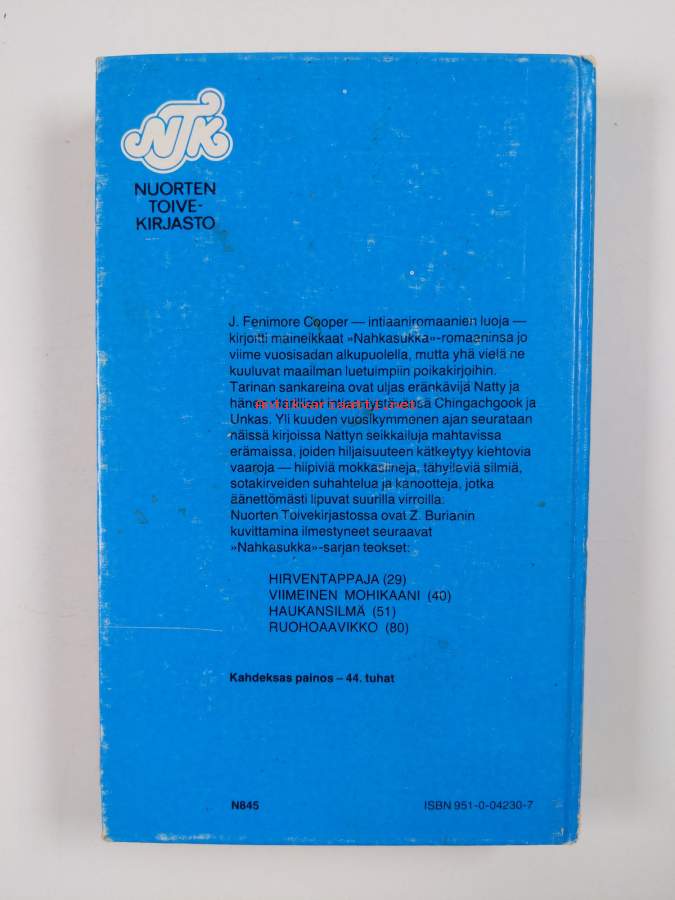 NTK
NUORTEN
TOIVE-
KIRJASTO
J. Fenimore Cooper — intiaaniromaanien luoja —
kirjoitti maineikkaat »Nahkasukka»-romaaninsa jo
viime vuosisadan alkupuolella, mutta yhä vielä ne
kuuluvat maailman luetuimpiin poikakirjoihin.
Tarinan sankareina ovat uljas eränkävijä Natty ja
hänen Chingachgook ja
Unkas. Yli kuuden vuosikymmenen ajan seurataan
näissä kirjoissa Nattyn seikkailuja mahtavissa
erämaissa, joiden hiljaisuuteen kätkeytyy kiehtovia
vaaroja — hiipiviä mokkasiineja, tähyileviä silmiä,
sotakirveiden suhahtelua ja kanootteja, jotka
äänettömästi lipuvat suurilla virroilla:
Nuorten Toivekirjastossa ovat Z. Burianin
kuvittamina ilmestyneet seuraavat
»Nahkasukka»-sarjan teokset:
HIRVENTAPPAJA (29)
VIIMEINEN MOHIKAANI (40)
HAUKANSILMÄ (51)
RUOHOAAVIKKO (80)
Kahdeksas painos – 44. tuhat
N845
ISBN 951-0-04230-7